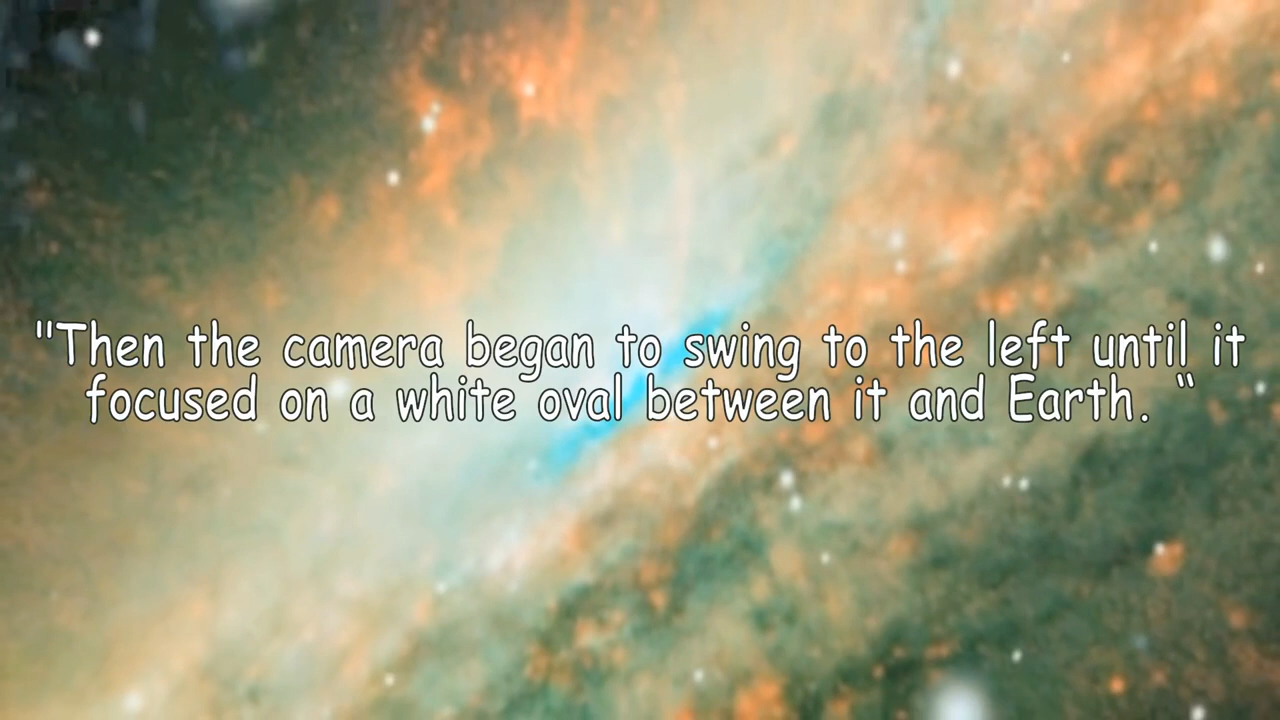 "Then the camera began to swing to the left until it
focused on a white oval between it and Earth. “